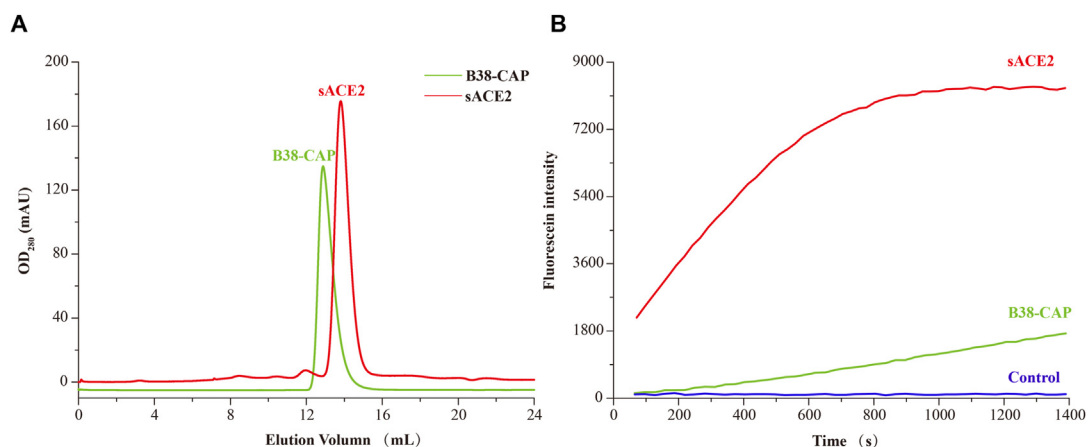 A
B38-CAP
sACE2
sACE2
B38-CAP
200
160
120
80
40
0
OD280 (mAU)
0 4 8 12 16 20 24
Elution Volumn （mL）
B
sACE2
B38-CAP
Control
9000
7200
5400
3600
1800
0
Fluorescein intensity
0 200 400 600 800 1000 1200 1400
Time （s）